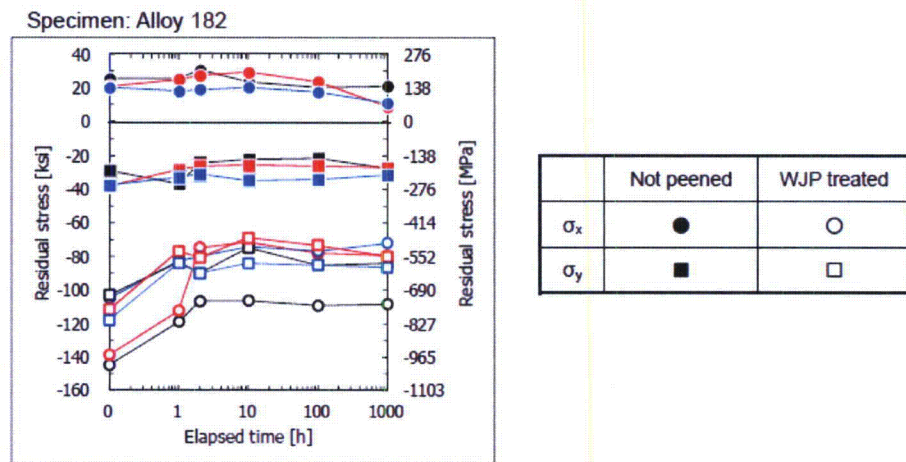 Specimen: Alloy 182
40
20
0
-20
-40
-60
-80
-100
-120
-140
-160
Residual stress [ksi]
276
138
0
-138
-276
-414
-552
-690
-827
-965
-1103
Residual stress [MPa]
0 1 10 100 1000
Elapsed time [h]
Not peened WJP treated
σx
σy